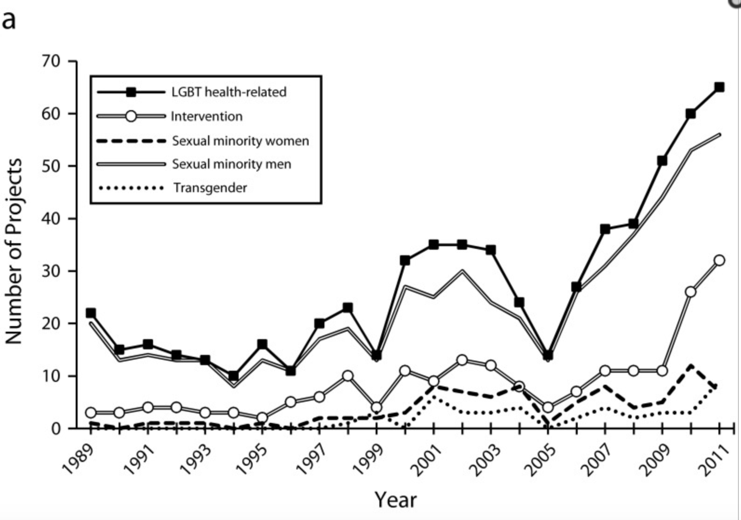 a
70
60
50
40
30
20
10
0
Number of Projects
LGBT health-related
Intervention
Sexual minority women
Sexual minority men
Transgender
1989
1991
1993
1995
1997
1999
2001
2003
2005
2007
2009
2011
Year